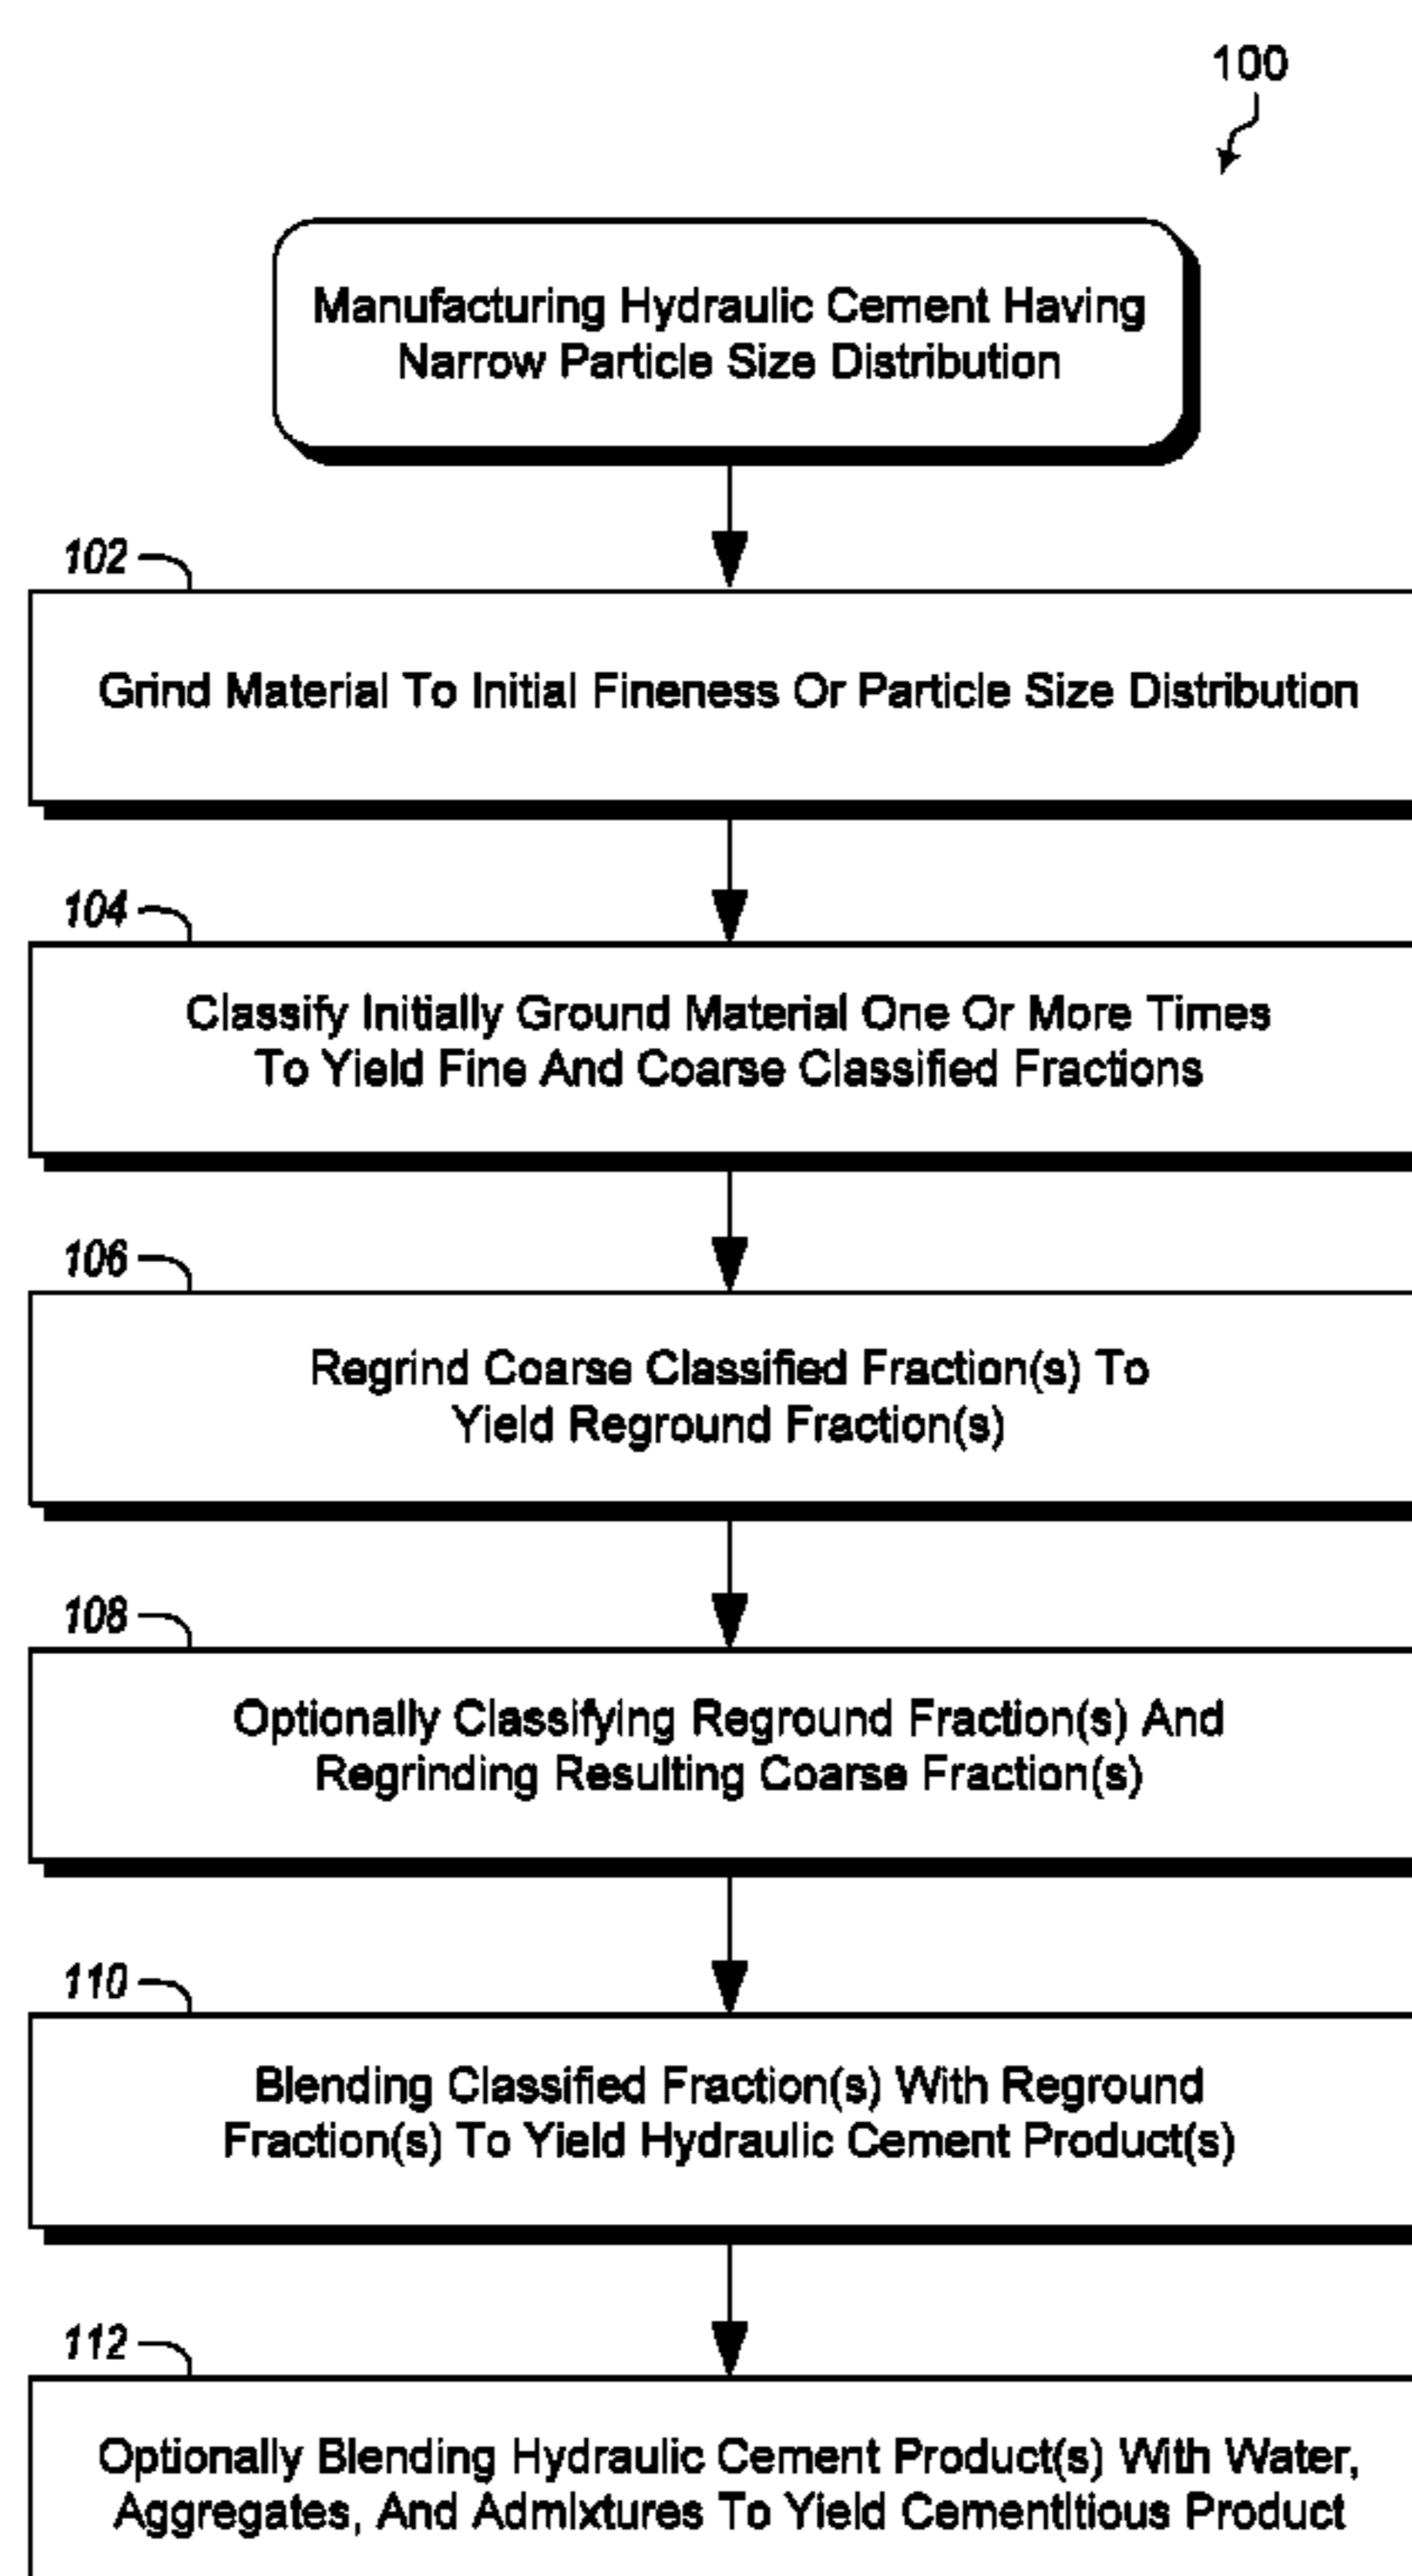 100
Manufacturing Hydraulic Cement Having
Narrow Particle Size Distribution
102
Grind Material To Initial Fineness Or Particle Size Distribution
104
Classify Initially Ground Material One Or More Times
To Yield Fine And Coarse Classified Fractions
106
Regrind Coarse Classified Fraction(s) To
Yield Reground Fraction(s)
108
Optionally Classifying Reground Fraction(s) And
Regrinding Resulting Coarse Fraction(s)
110
Blending Classified Fraction(s) With Reground
Fraction(s) To Yield Hydraulic Cement Product(s)
112
Optionally Blending Hydraulic Cement Product(s) With Water,
Aggregates, And Admixtures To Yield Cementitious Product